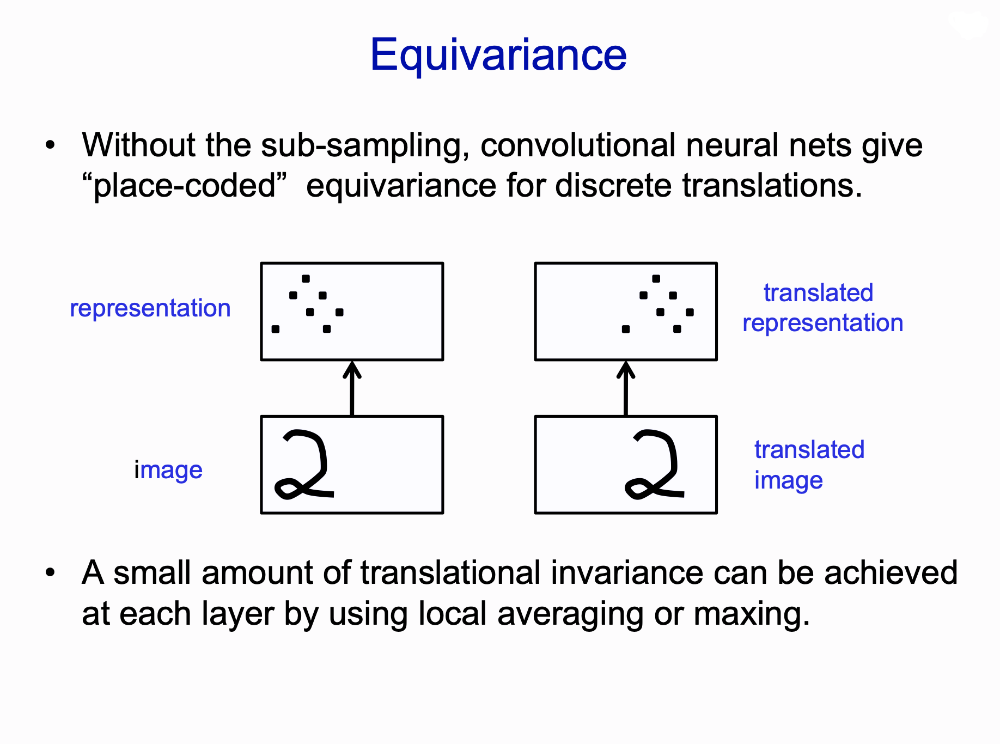 Equivariance
• Without the sub-sampling, convolutional neural nets give
“place-coded” equivariance for discrete translations.
representation
translated
representation
image
2
translated
image
2
• A small amount of translational invariance can be achieved
at each layer by using local averaging or maxing.